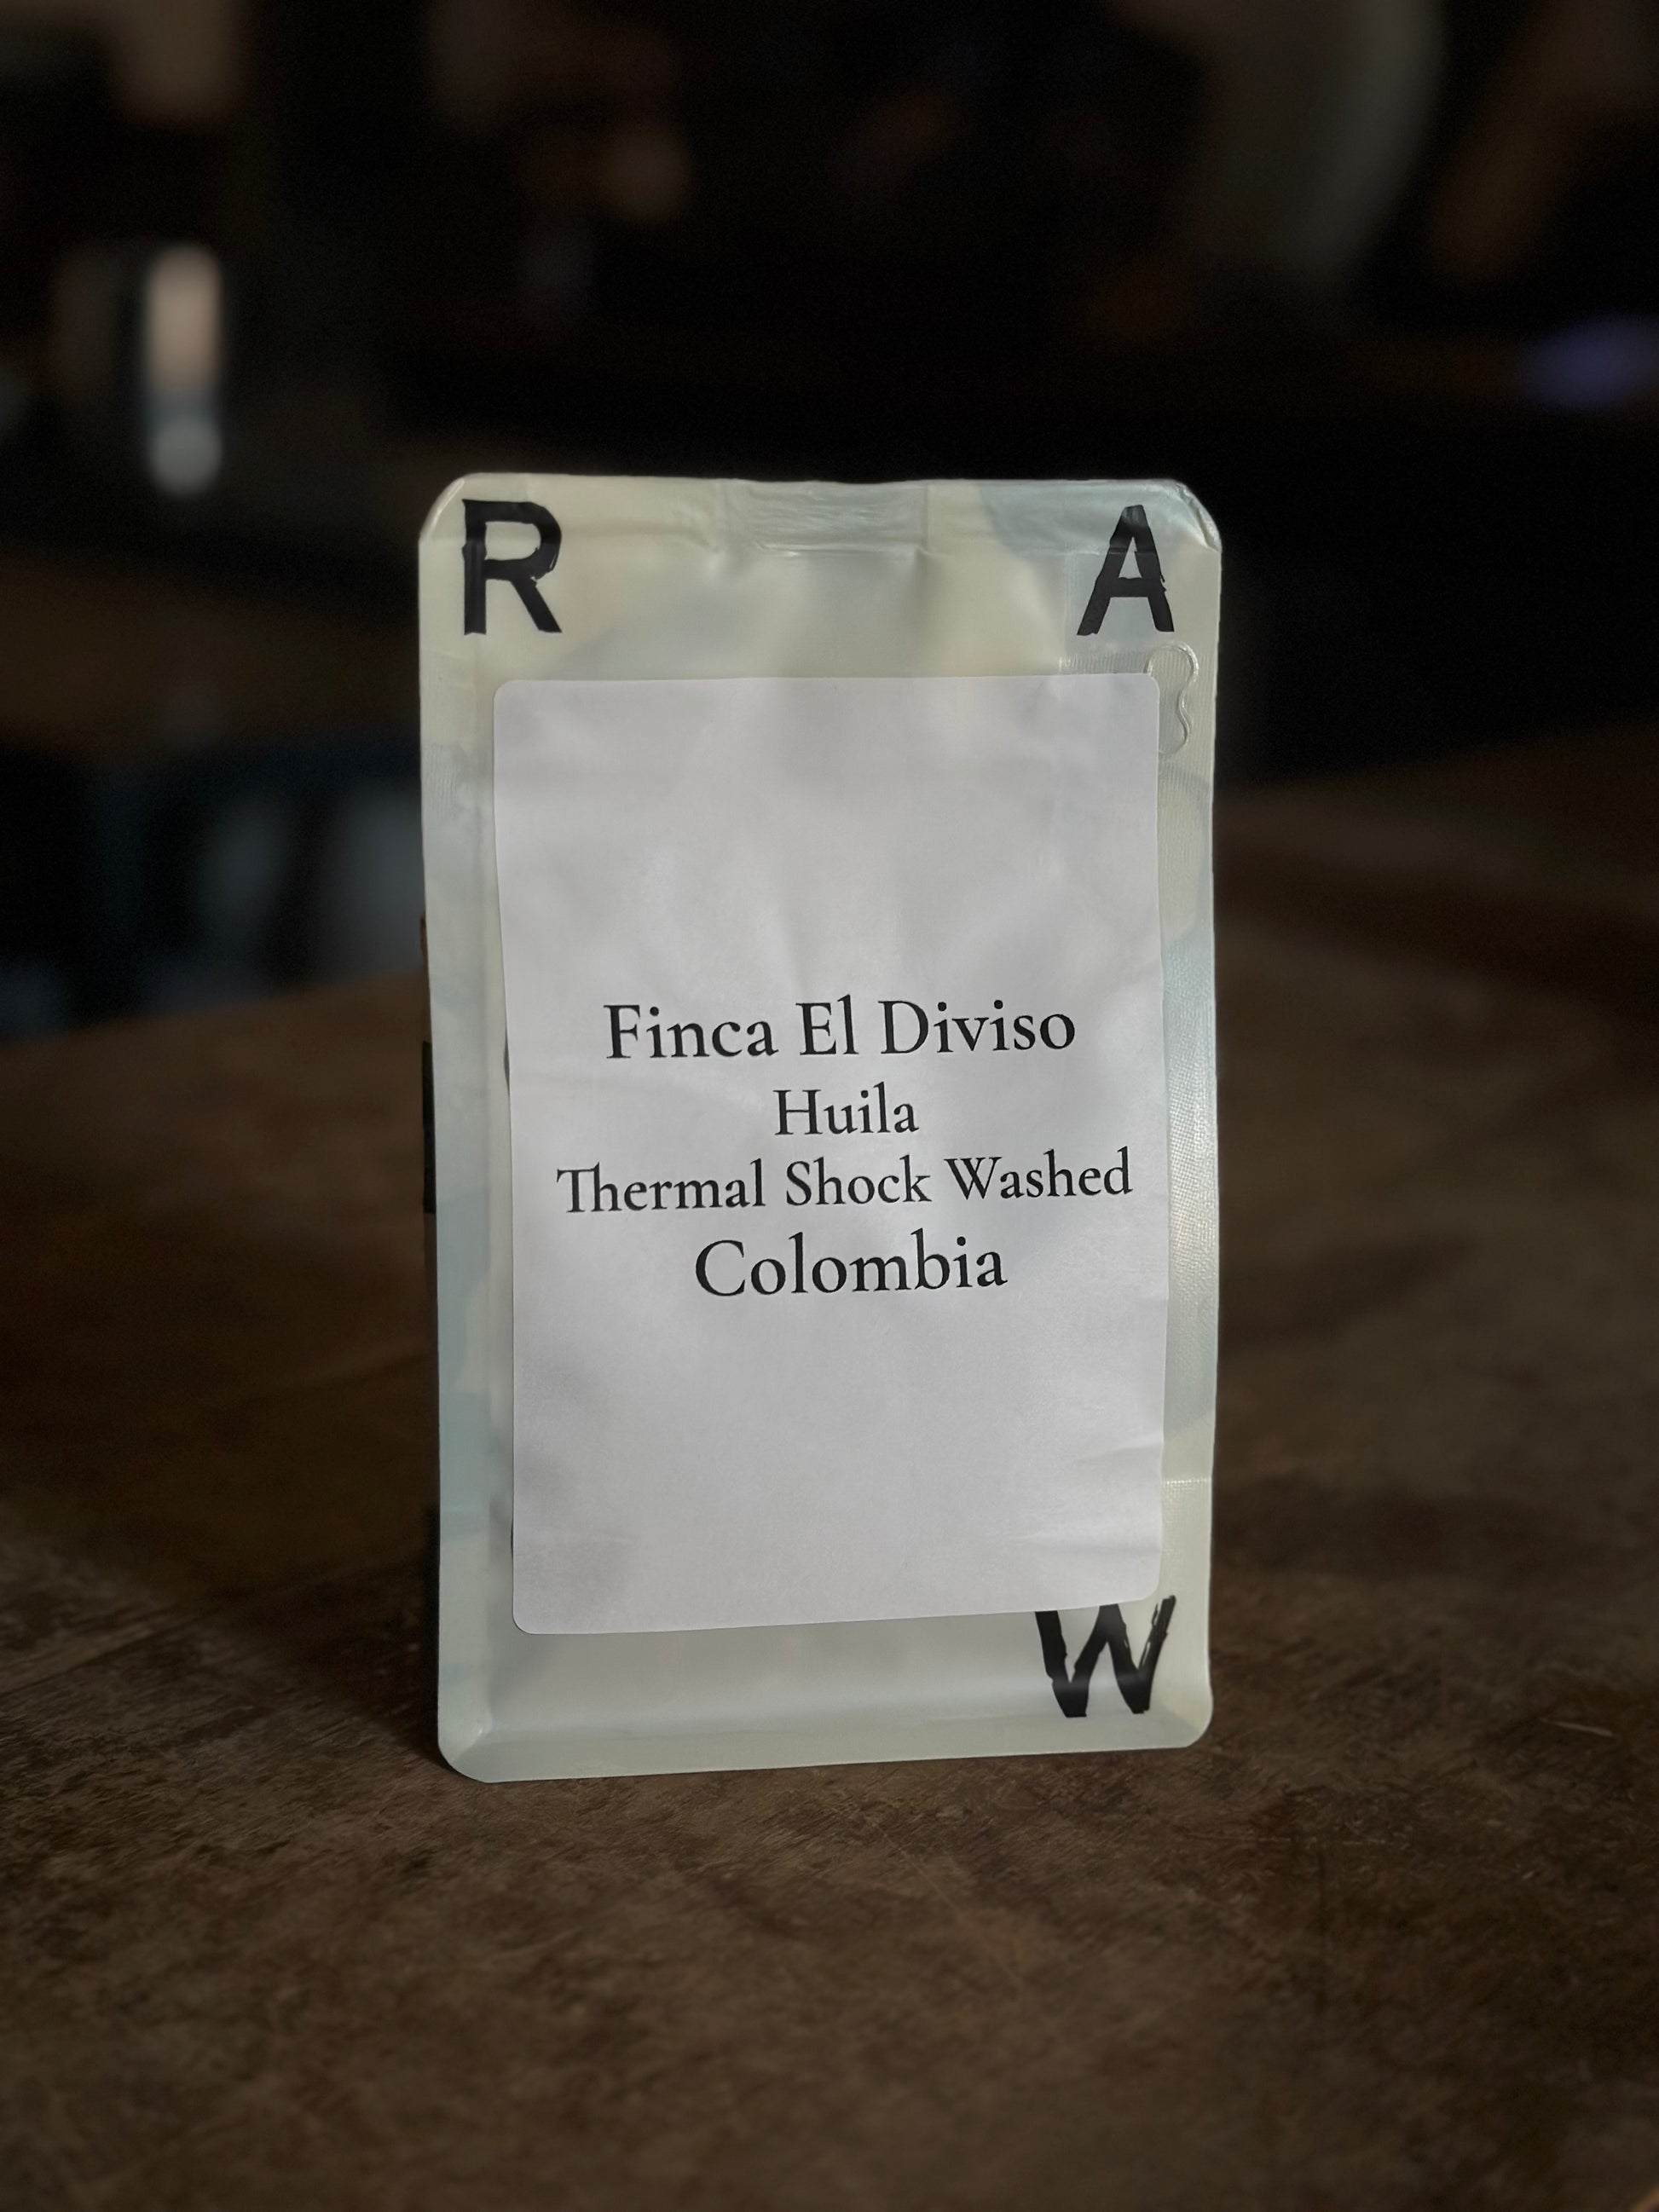 R A
Finca El Diviso
Huila
Thermal Shock Washed
Colombia
W